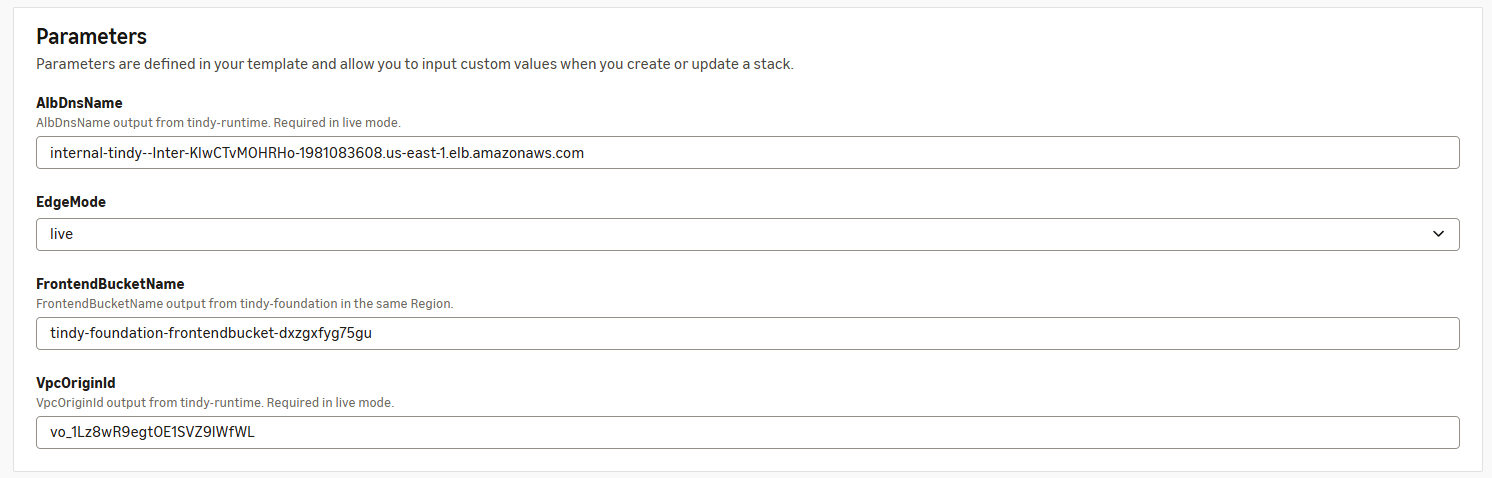 Parameters
Parameters are defined in your template and allow you to input custom values when you create or update a stack.
AlbDnsName
AlbDnsName output from tindy-runtime. Required in live mode.
internal-tindy--Inter-KIwCTvMOHRHo-1981083608.us-east-1.elb.amazonaws.com
EdgeMode
live
FrontendBucketName
FrontendBucketName output from tindy-foundation in the same Region.
tindy-foundation-frontendbucket-dxzgxfyg75gu
VpcOriginId
VpcOriginId output from tindy-runtime. Required in live mode.
vo_1Lz8wR9egtOE1SVZ9IWfWL